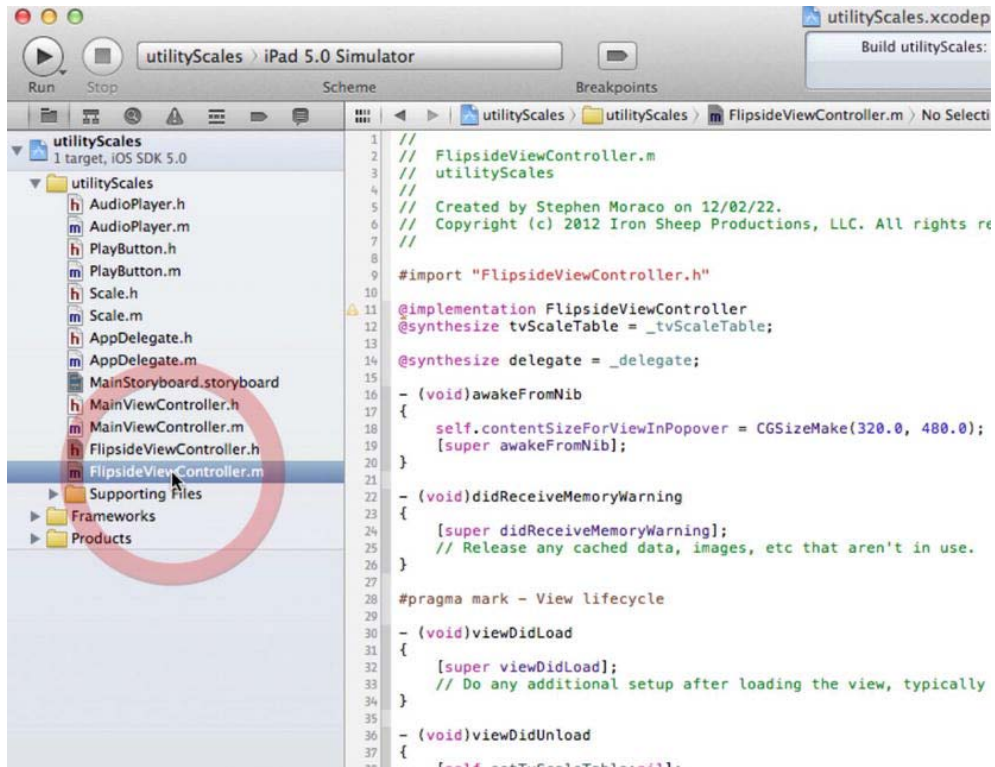 utilityScales.xcodep
utilityScales › iPad 5.0 Simulator
Build utilityScales:
Run Stop Scheme Breakpoints
utilityScales › utilityScales › FlipsideViewController.m › No Selecti
utilityScales
1 target, iOS SDK 5.0
utilityScales
h AudioPlayer.h
m AudioPlayer.m
h PlayButton.h
m PlayButton.m
h Scale.h
m Scale.m
h AppDelegate.h
m AppDelegate.m
MainStoryboard.storyboard
h MainViewController.h
m MainViewController.m
h FlipsideViewController.h
m FlipsideViewController.m
Supporting Files
Frameworks
Products
1 //
2 // FlipsideViewController.m
3 // utilityScales
4 //
5 // Created by Stephen Moraco on 12/02/22.
6 // Copyright (c) 2012 Iron Sheep Productions, LLC. All rights re
7 //
8
9 #import "FlipsideViewController.h"
10
11 @implementation FlipsideViewController
12 @synthesize tvScaleTable = _tvScaleTable;
13
14 @synthesize delegate = _delegate;
15
16 - (void)awakeFromNib
17 {
18 self.contentSizeForViewInPopover = CGSizeMake(320.0, 480.0);
19 [super awakeFromNib];
20 }
21
22 - (void)didReceiveMemoryWarning
23 {
24 [super didReceiveMemoryWarning];
25 // Release any cached data, images, etc that aren't in use.
26 }
27
28 #pragma mark - View lifecycle
29
30 - (void)viewDidLoad
31 {
32 [super viewDidLoad];
33 // Do any additional setup after loading the view, typically
34 }
35
36 - (void)viewDidUnload
37 {